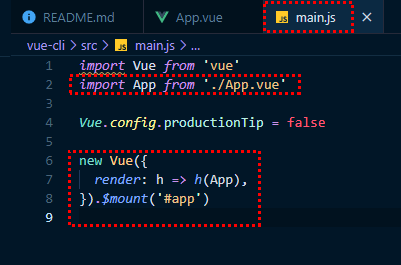 README.md App.vue JS main.js ×
vue-cli > src > JS main.js > ...
1 import Vue from 'vue'
2 import App from './App.vue'
3
4 Vue.config.productionTip = false
5
6 new Vue({
7 render: h => h(App),
8 }).$mount('#app')
9